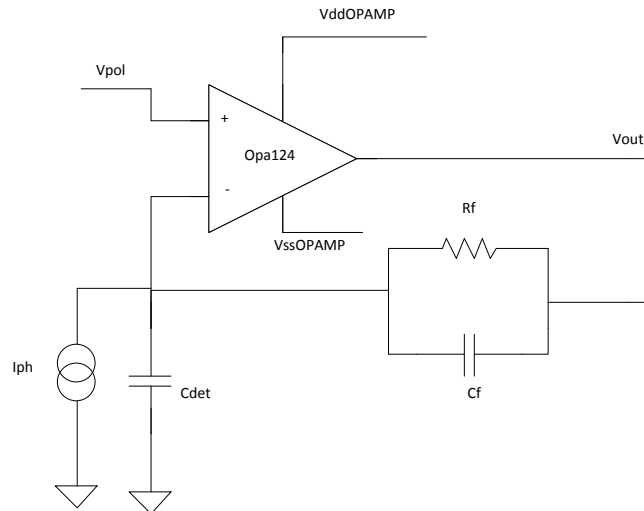 VddOPAMP
Vpol
+
Opa124
Vout
-
VssOPAMP
Rf
Iph
Cdet
Cf